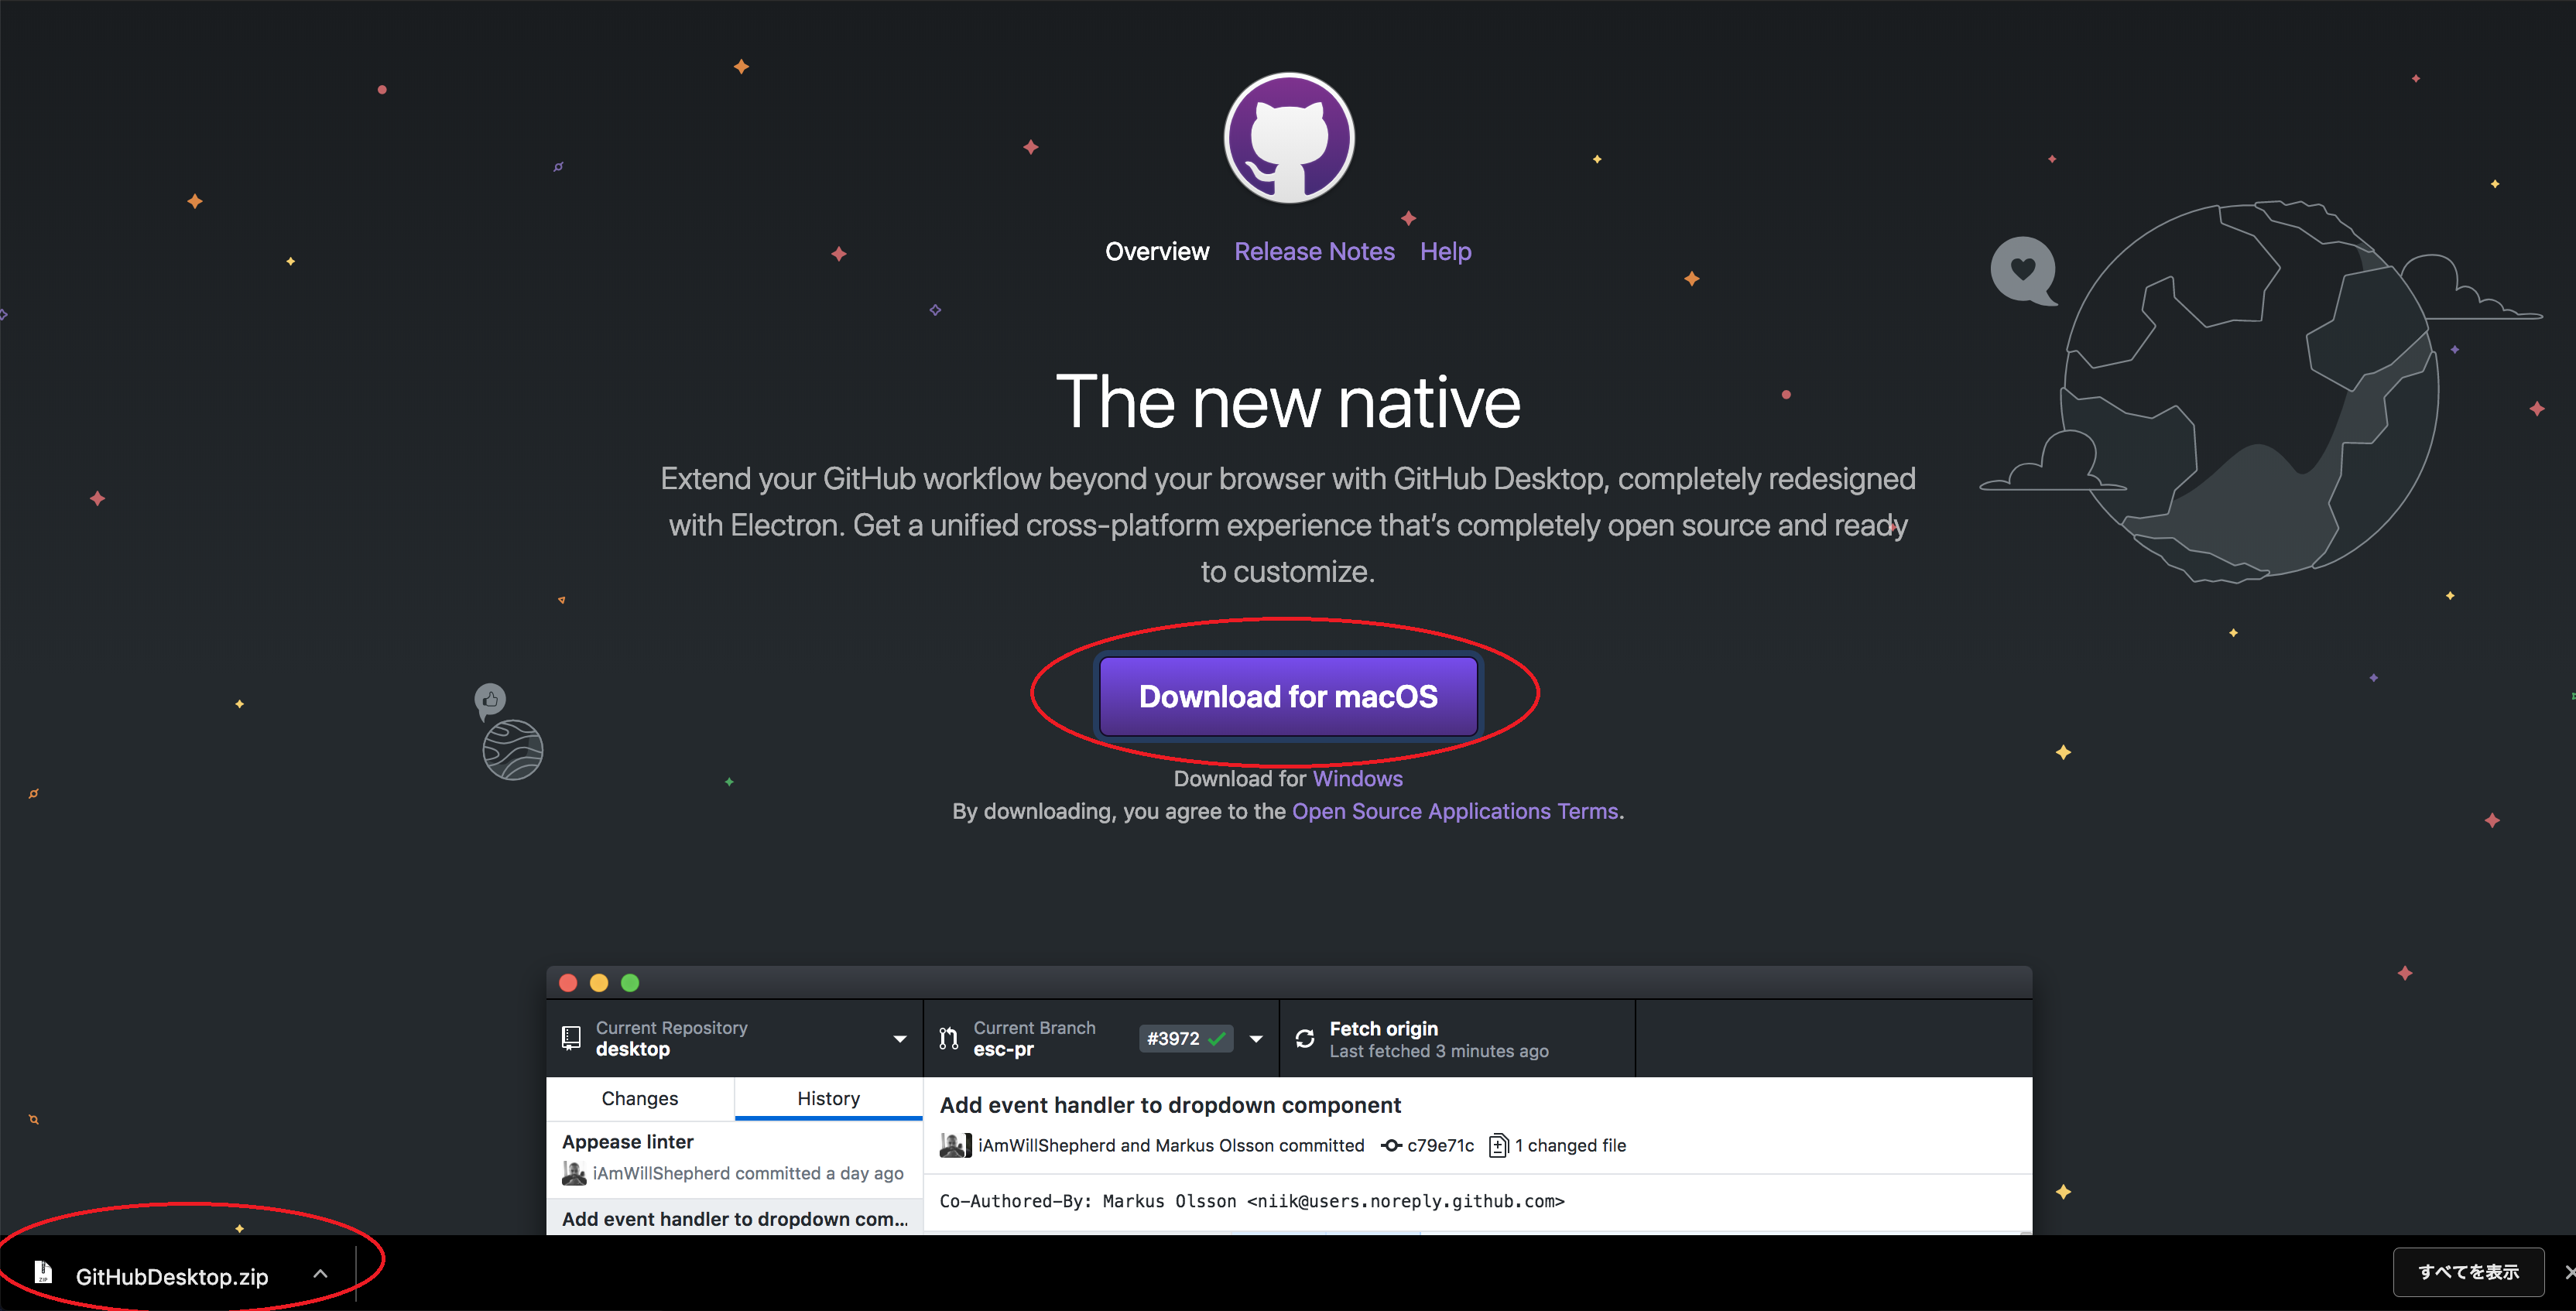 Overview Release Notes Help
The new native
Extend your GitHub workflow beyond your browser with GitHub Desktop, completely redesigned
with Electron. Get a unified cross-platform experience that’s completely open source and ready
to customize.
Download for macOS
Download for Windows
By downloading, you agree to the Open Source Applications Terms.
Current Repository
desktop
Current Branch
esc-pr
#3972
Fetch origin
Last fetched 3 minutes ago
Changes
History
Appease linter
iAmWillShepherd committed a day ago
Add event handler to dropdown com...
Add event handler to dropdown component
iAmWillShepherd and Markus Olsson committed c79e71c 1 changed file
Co-Authored-By: Markus Olsson <niik@users.noreply.github.com>
ZIP
GitHubDesktop.zip
すべてを表示